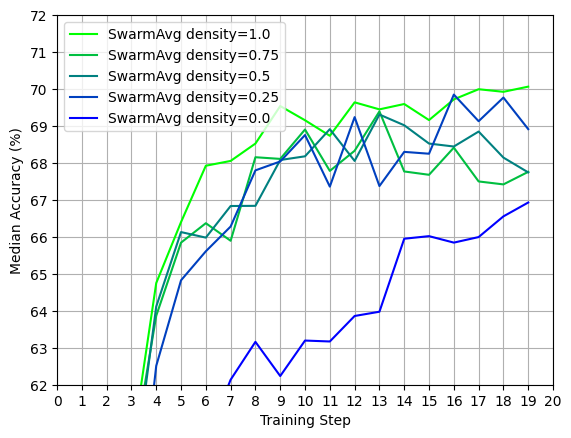 72
71
70
69
68
67
66
65
64
63
62
Median Accuracy (%)
SwarmAvg density=1.0
SwarmAvg density=0.75
SwarmAvg density=0.5
SwarmAvg density=0.25
SwarmAvg density=0.0
0 1 2 3 4 5 6 7 8 9 10 11 12 13 14 15 16 17 18 19 20
Training Step